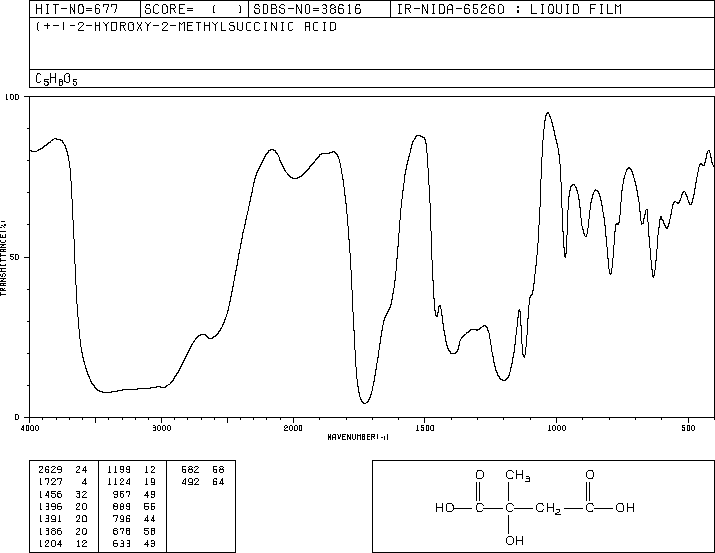 HIT-NO=677 SCORE= ( ) SDBS-NO=38616 IR-NIDA-65260 : LIQUID FILM
(+-)-2-HYDROXY-2-METHYLSUCCINIC ACID
C5H8O5
100
50
0
TRANSMITTANCE(%)
4000 3000 2000 1500 1000 500
WAVENUMBER(-1)
2629 24 1199 12 582 68
1727 4 1124 19 492 64
1456 32 967 49
1396 20 889 56
1391 20 796 44
1386 20 678 58
1204 12 633 43
O CH3 O
HO C C CH2 C OH
OH